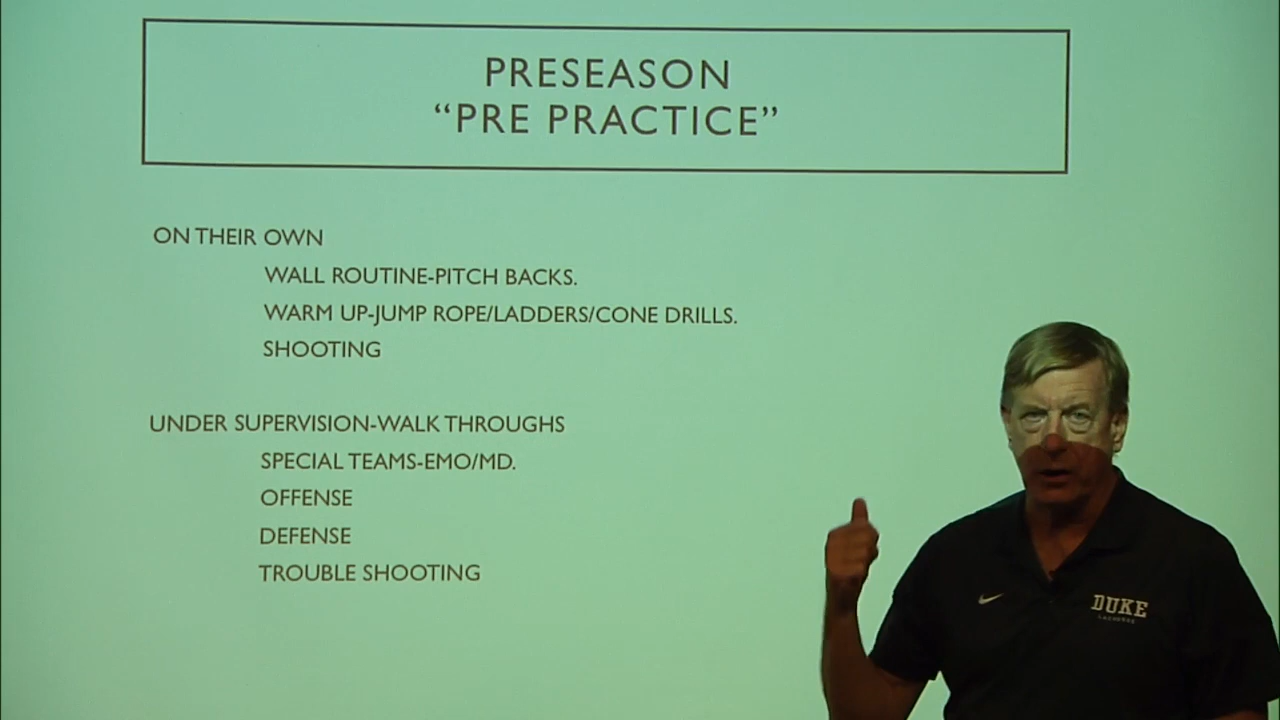 PRESEASON
“PRE PRACTICE”
ON THEIR OWN
WALL ROUTINE-PITCH BACKS.
WARM UP-JUMP ROPE/LADDERS/CONE DRILLS.
SHOOTING
UNDER SUPERVISION-WALK THROUGHS
SPECIAL TEAMS-EMO/MD.
OFFENSE
DEFENSE
TROUBLE SHOOTING
DUKE
LACROSSE